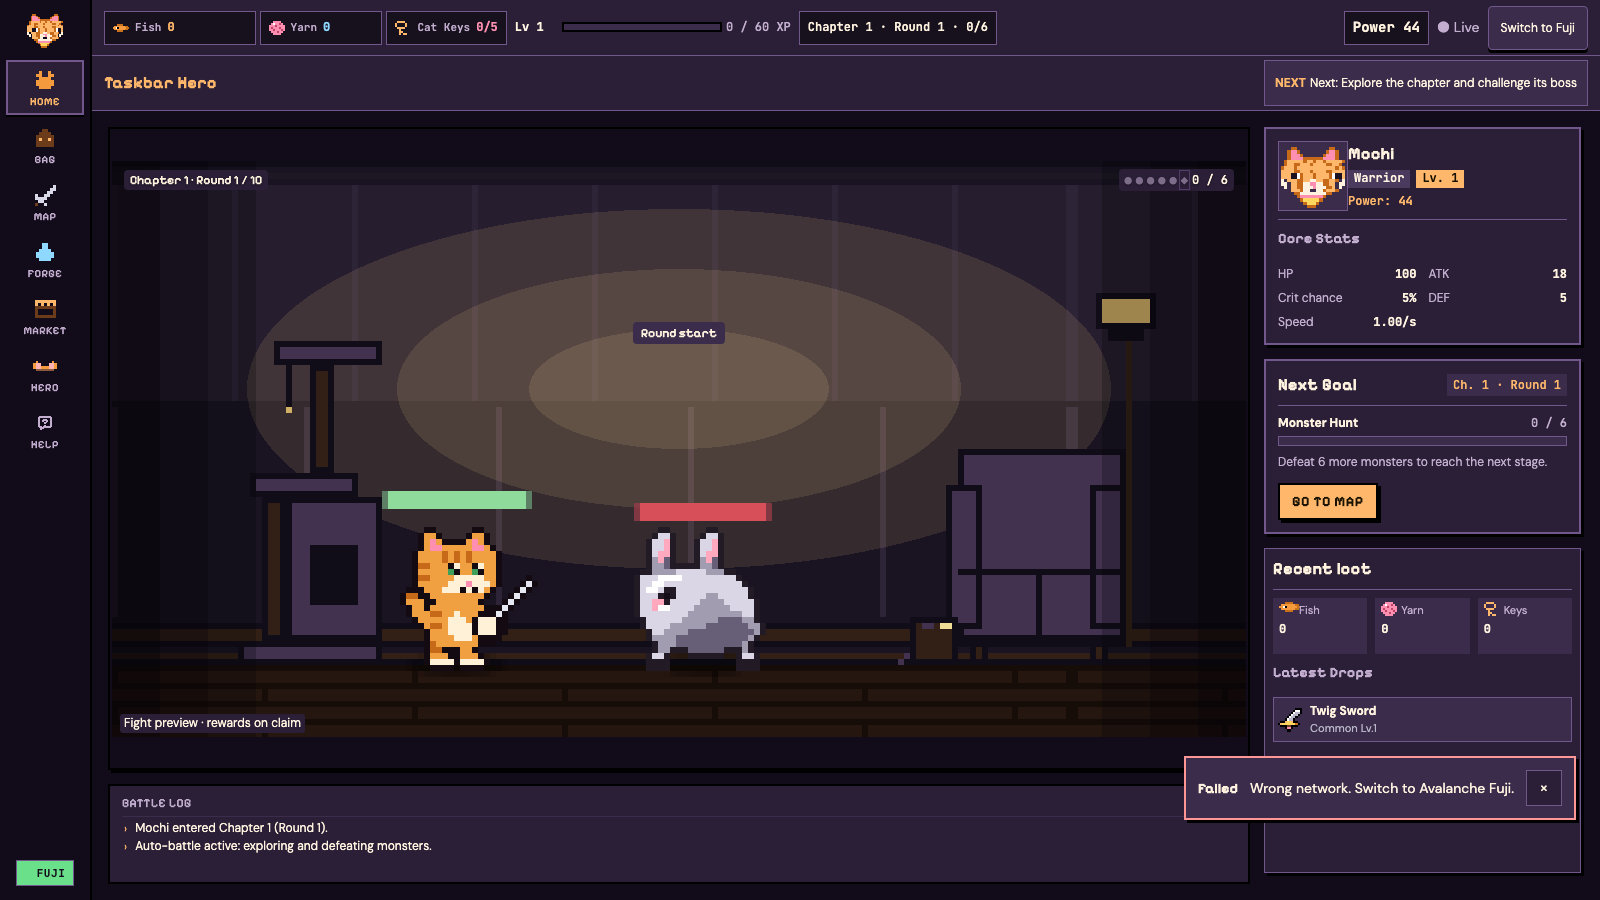 Fish 0
Yarn 0
Cat Keys 0/5
Lv 1
0 / 60 XP
Chapter 1 · Round 1 · 0/6
Power 44
Live
Switch to Fuji
HOME
BAG
MAP
FORGE
MARKET
HERO
HELP
FUJI
Taskbar Hero
NEXT Next: Explore the chapter and challenge its boss
Chapter 1 · Round 1 / 10
0 / 6
Round start
Fight preview · rewards on claim
BATTLE LOG
› Mochi entered Chapter 1 (Round 1).
› Auto-battle active: exploring and defeating monsters.
Mochi
Warrior Lv. 1
Power: 44
Core Stats
HP 100 ATK 18
Crit chance 5% DEF 5
Speed 1.00/s
Next Goal Ch. 1 · Round 1
Monster Hunt 0 / 6
Defeat 6 more monsters to reach the next stage.
GO TO MAP
Recent loot
Fish 0
Yarn 0
Keys 0
Latest Drops
Twig Sword
Common Lv.1
Failed Wrong network. Switch to Avalanche Fuji. ×